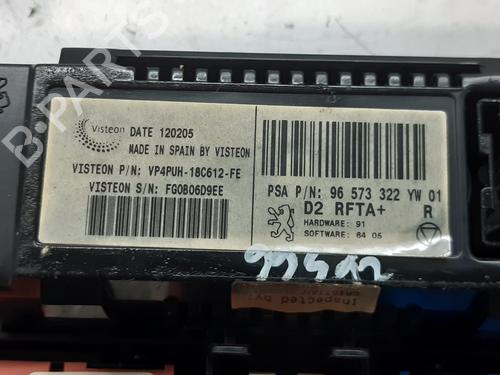 Visteon DATE 120205
MADE IN SPAIN BY VISTEON
VISTEON P/N: VP4PUH-18C612-FE
VISTEON S/N: FG0B06D9EE
PSA P/N: 96 573 322 YW 01
D2 RFTA+ R
HARDWARE: 91
SOFTWARE: 64 05
Inspected by:
B-PARTS